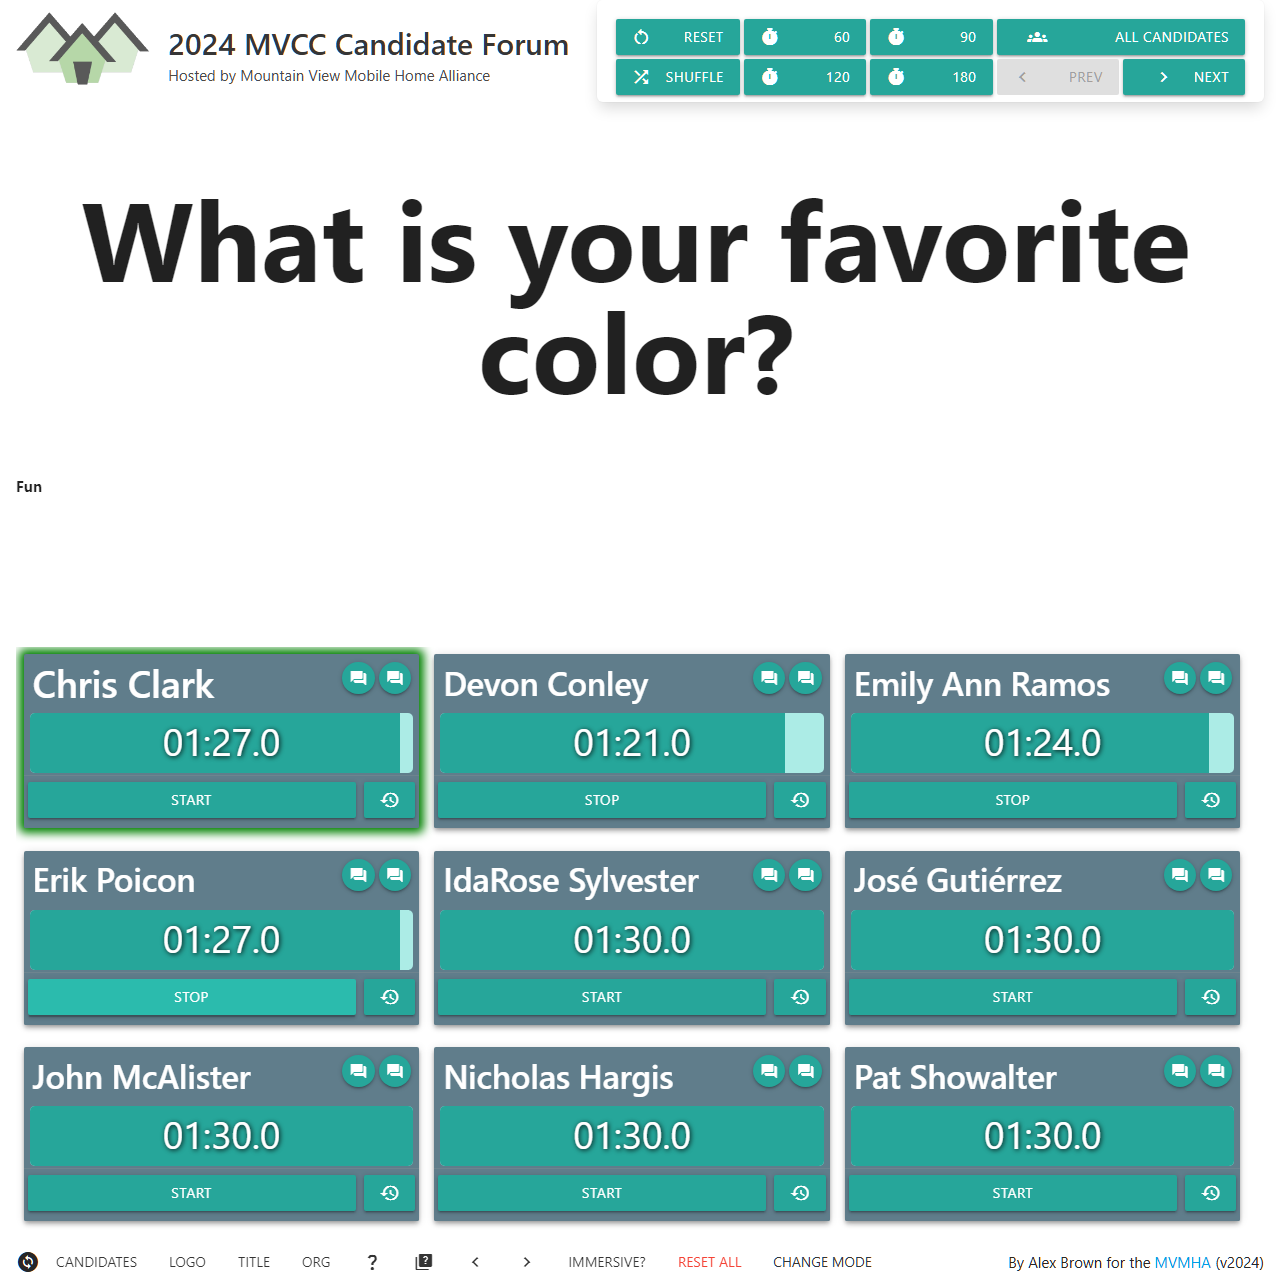 2024 MVCC Candidate Forum
Hosted by Mountain View Mobile Home Alliance
RESET 60 90 ALL CANDIDATES
SHUFFLE 120 180 PREV NEXT
What is your favorite
color?
Fun
Chris Clark Devon Conley Emily Ann Ramos
01:27.0 01:21.0 01:24.0
START STOP STOP
Erik Poicon IdaRose Sylvester José Gutiérrez
01:27.0 01:30.0 01:30.0
STOP START START
John McAlister Nicholas Hargis Pat Showalter
01:30.0 01:30.0 01:30.0
START START START
CANDIDATES LOGO TITLE ORG ? IMMERSIVE? RESET ALL CHANGE MODE By Alex Brown for the MVMHA (v2024)